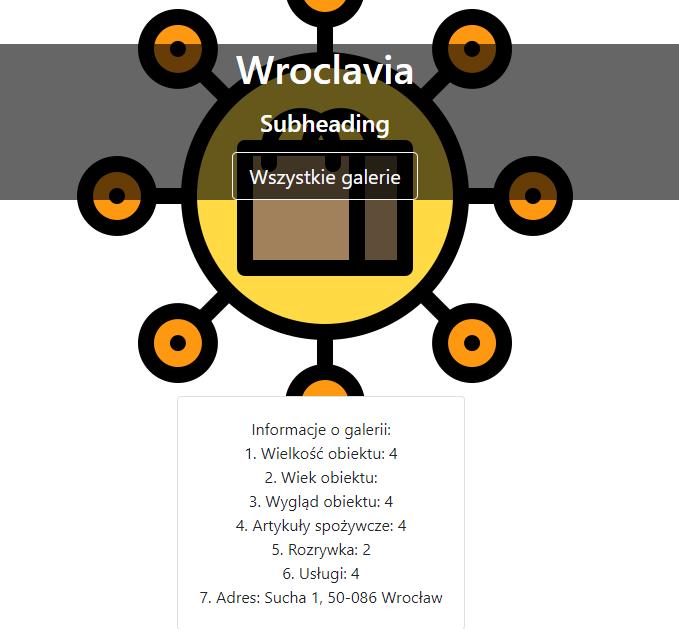 Wroclavia
Subheading
Wszystkie galerie
Informacje o galerii:
1. Wielkość obiektu: 4
2. Wiek obiektu:
3. Wygląd obiektu: 4
4. Artykuły spożywcze: 4
5. Rozrywka: 2
6. Usługi: 4
7. Adres: Sucha 1, 50-086 Wrocław